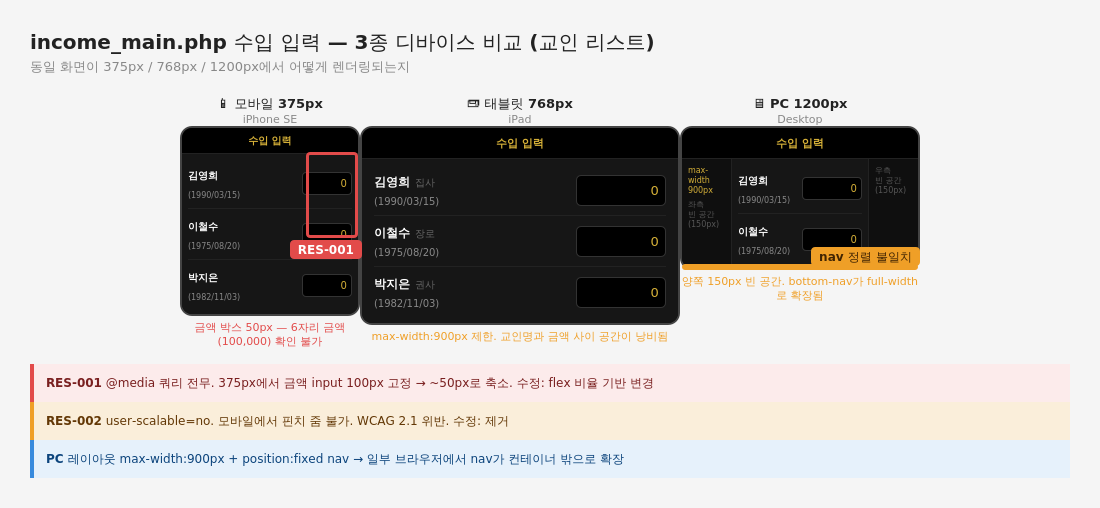 income_main.php 수입 입력 — 3종 디바이스 비교 (교인 리스트)
동일 화면이 375px / 768px / 1200px에서 어떻게 렌더링되는지
모바일 375px
iPhone SE
수입 입력
김영희
(1990/03/15)
0
이철수
(1975/08/20)
0
RES-001
박지은
(1982/11/03)
0
금액 박스 50px — 6자리 금액
(100,000) 확인 불가
태블릿 768px
iPad
수입 입력
김영희 집사
(1990/03/15)
0
이철수 장로
(1975/08/20)
0
박지은 권사
(1982/11/03)
0
max-width:900px 제한. 교인명과 금액 사이 공간이 낭비됨
PC 1200px
Desktop
수입 입력
max-
width
900px
좌측
빈 공간
(150px)
김영희
(1990/03/15)
0
이철수
(1975/08/20)
0
우측
빈 공간
(150px)
nav 정렬 불일치
양쪽 150px 빈 공간. bottom-nav가 full-width
로 확장됨
RES-001 @media 쿼리 전무. 375px에서 금액 input 100px 고정 → ~50px로 축소. 수정: flex 비율 기반 변경
RES-002 user-scalable=no. 모바일에서 핀치 줌 불가. WCAG 2.1 위반. 수정: 제거
PC 레이아웃 max-width:900px + position:fixed nav → 일부 브라우저에서 nav가 컨테이너 밖으로 확장